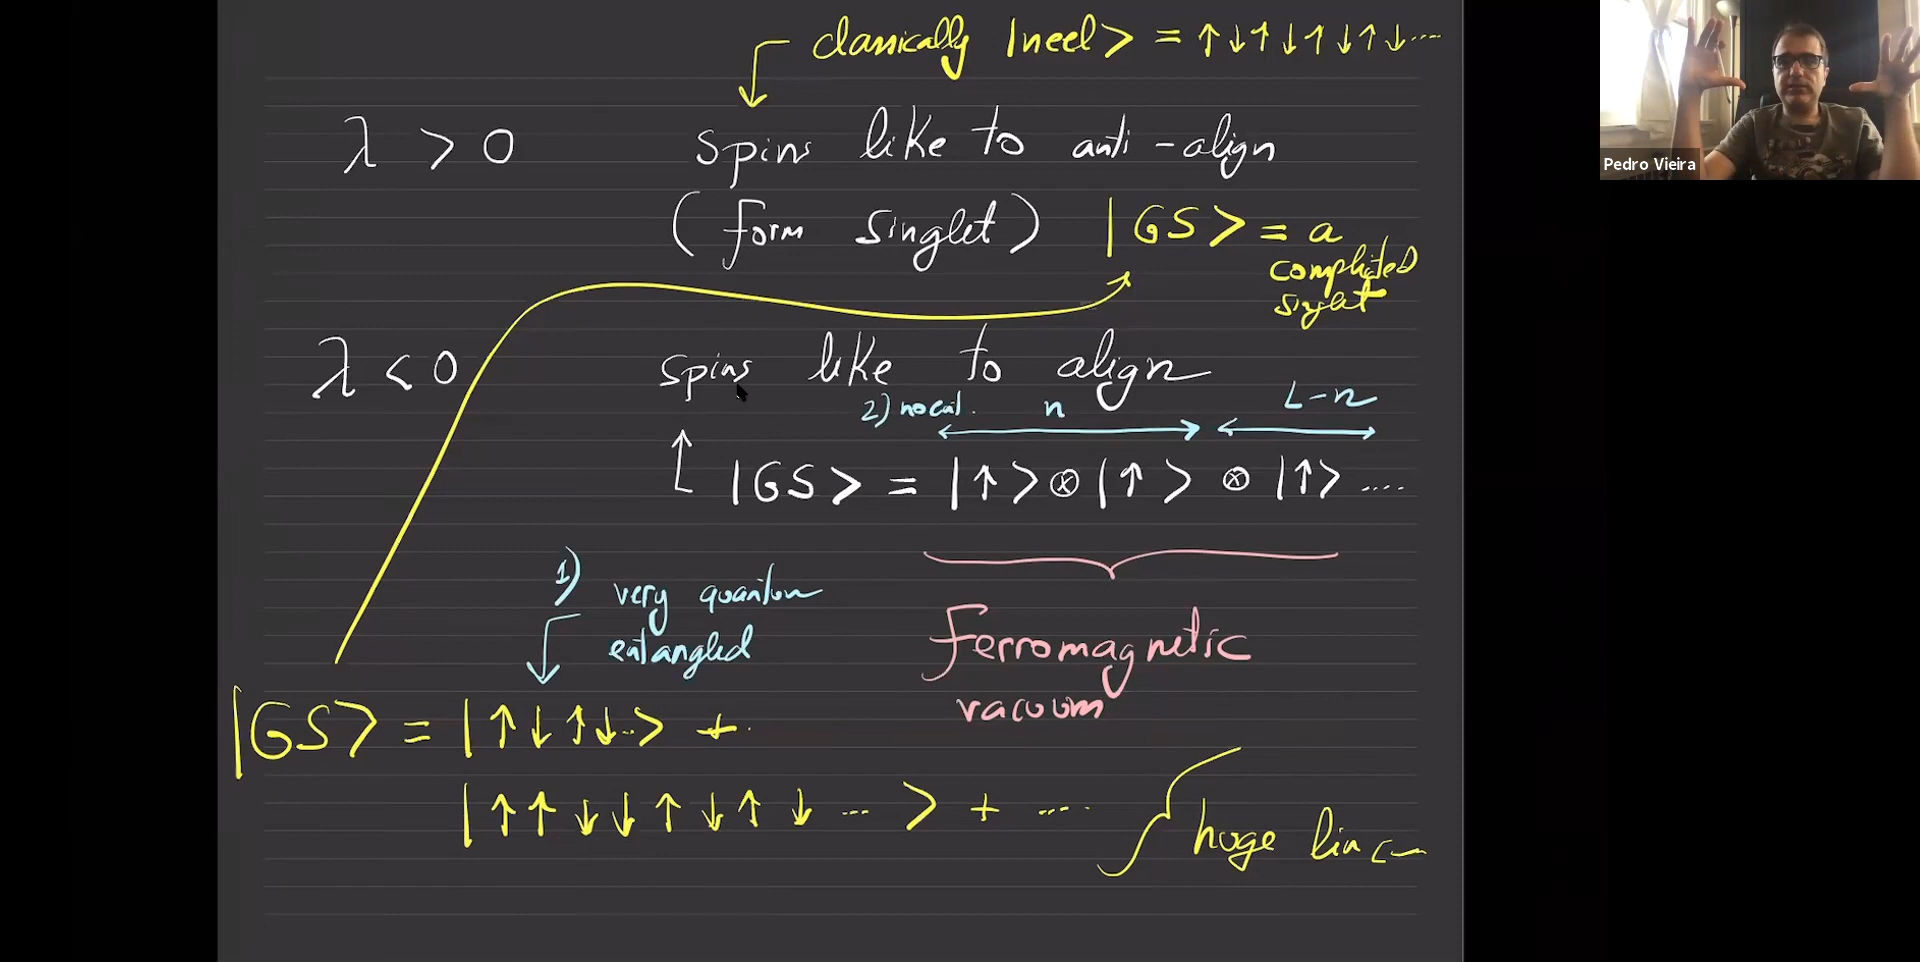 classically |neel> = ↑↓↑↓↑↓↑↓....
Pedro Vieira
λ > 0 spins like to anti-align
(form singlet) |GS> = a
complicated
singlet
λ < 0 spins like to align
2) no ent. n L-n
|GS> = |↑>⊗|↑>⊗|↑> ....
1) very quantum
entangled
Ferromagnetic
vacuum
|GS> = |↑↓↑↓..> +
|↑↑↓↓↑↓↑↓ ... > + ....
huge lin